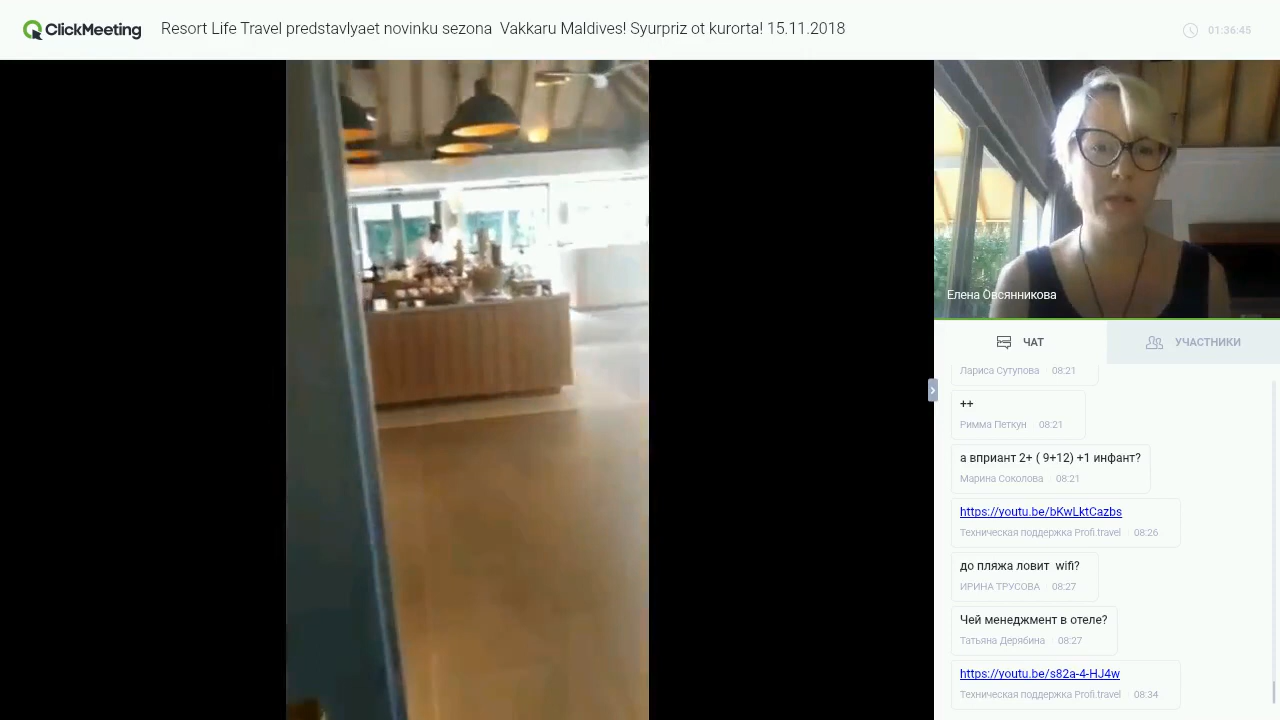 ClickMeeting
Resort Life Travel predstavlyaet novinku sezona  Vakkaru Maldives! Syurpriz ot kurorta! 15.11.2018
01:36:45
Елена Овсянникова
ЧАТ
УЧАСТНИКИ
Лариса Сутупова 08:21
++
Римма Петкун 08:21
а вприант 2+ ( 9+12) +1 инфант?
Марина Соколова 08:21
https://youtu.be/bKwLktCazbs
Техническая поддержка Profi.travel 08:26
до пляжа ловит  wifi?
ИРИНА ТРУСОВА 08:27
Чей менеджмент в отеле?
Татьяна Дерябина 08:27
https://youtu.be/s82a-4-HJ4w
Техническая поддержка Profi.travel 08:34